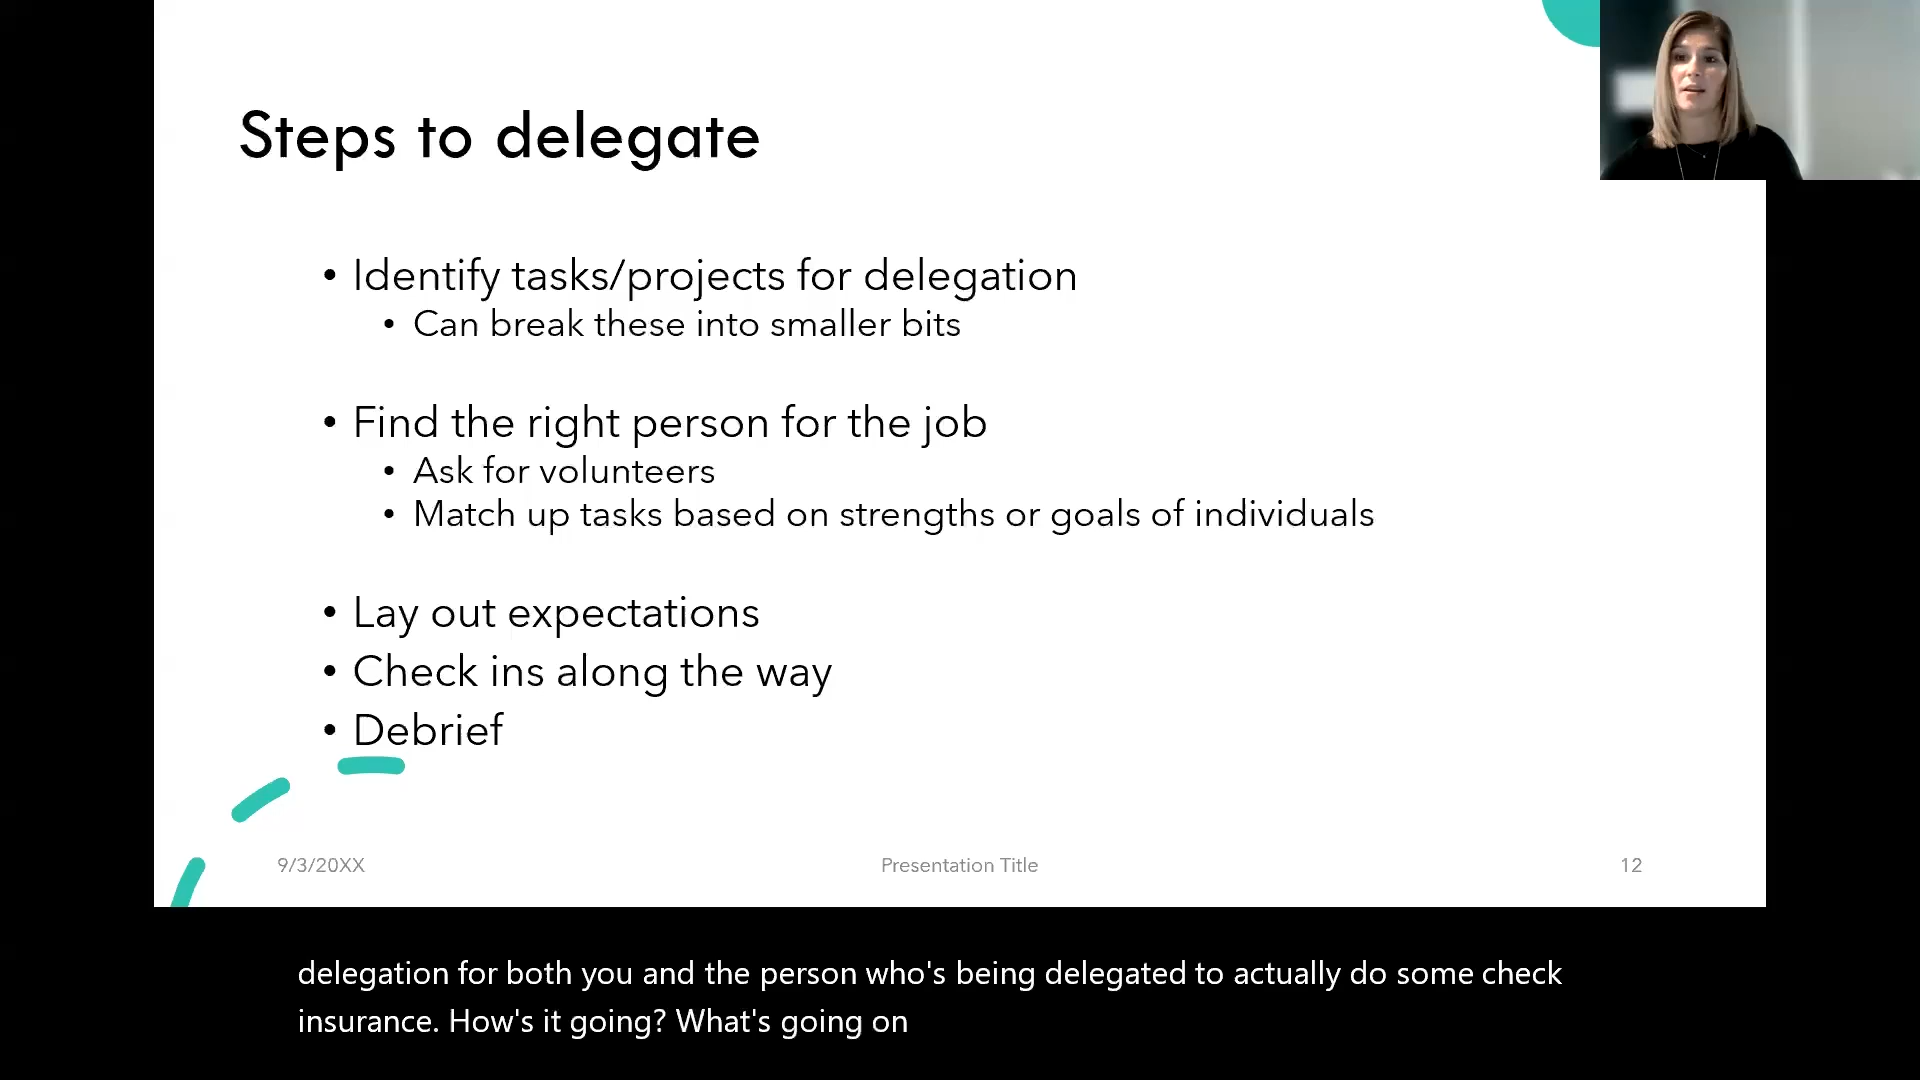 Steps to delegate
• Identify tasks/projects for delegation
• Can break these into smaller bits
• Find the right person for the job
• Ask for volunteers
• Match up tasks based on strengths or goals of individuals
• Lay out expectations
• Check ins along the way
• Debrief
9/3/20XX
Presentation Title
12
delegation for both you and the person who's being delegated to actually do some check
insurance. How's it going? What's going on